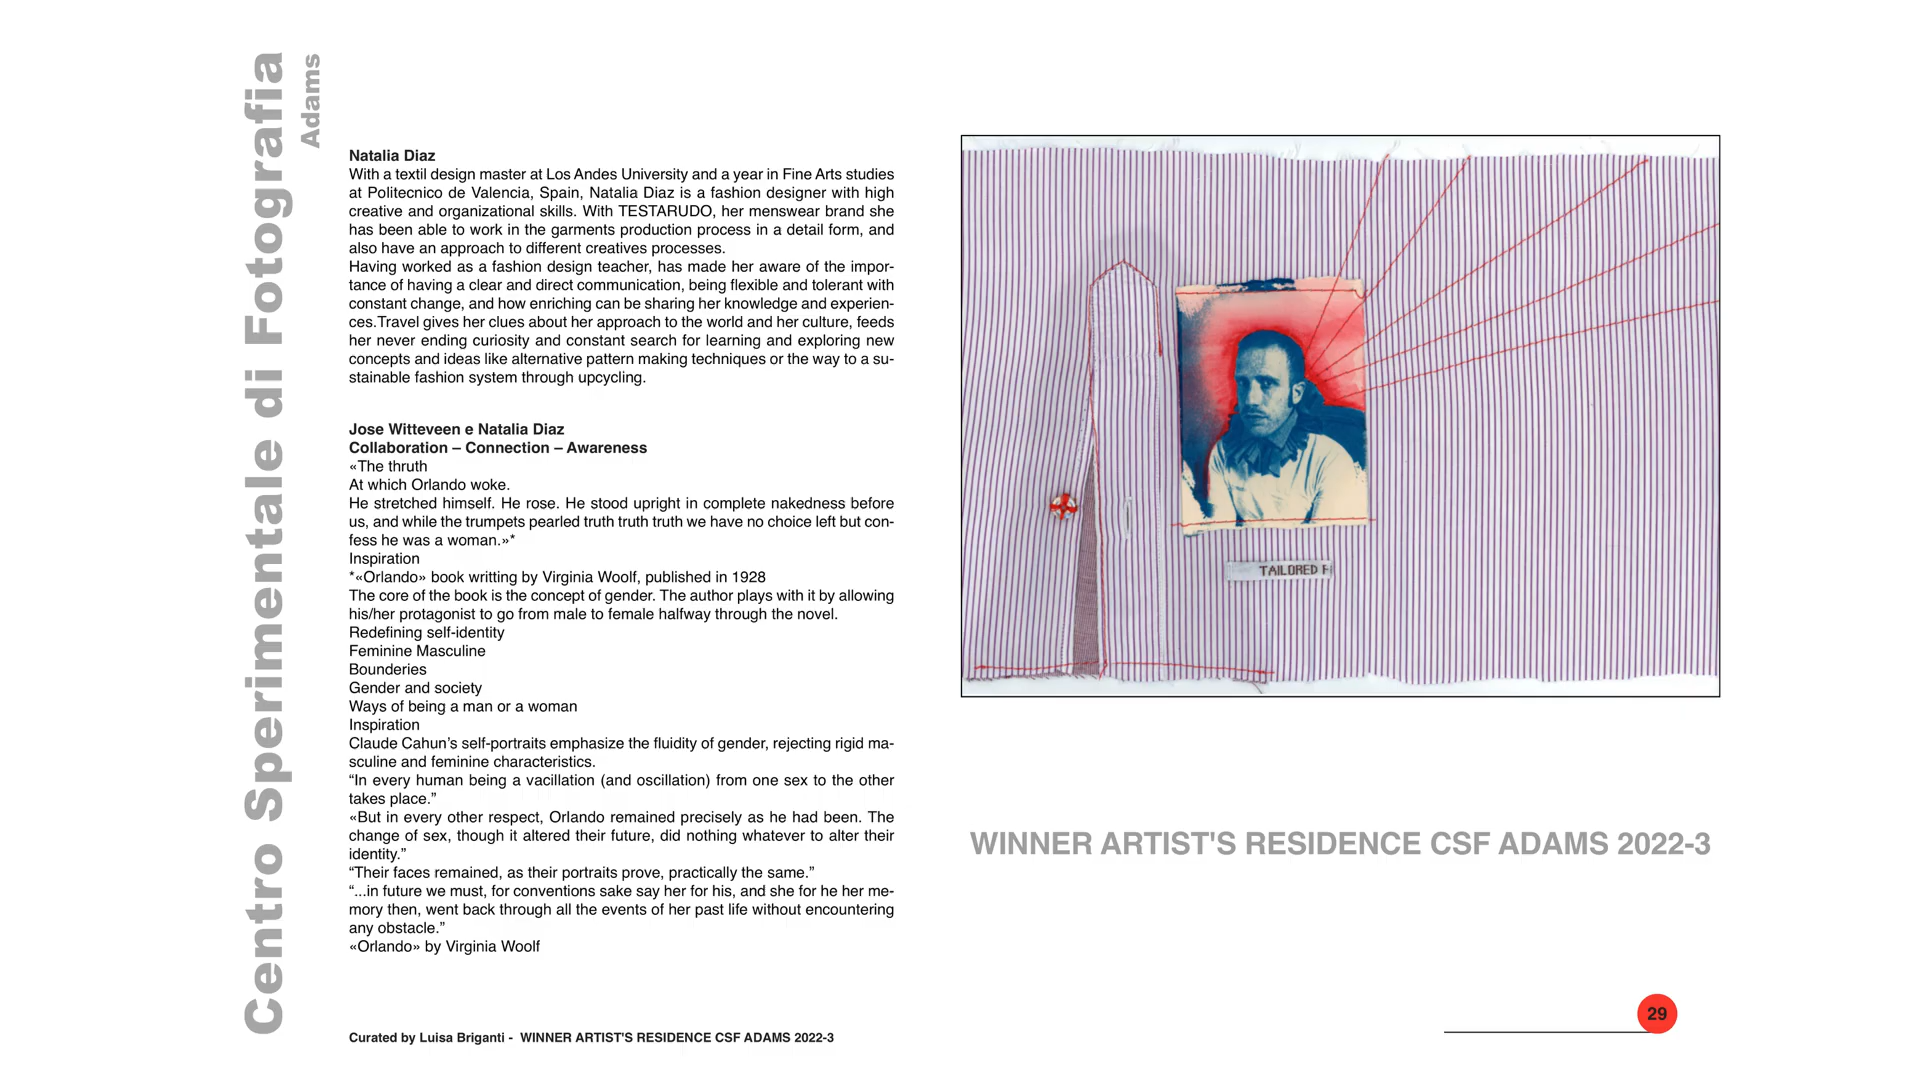 Centro Sperimentale di Fotografia
Adams
Natalia Diaz
With a textil design master at Los Andes University and a year in Fine Arts studies
at Politecnico de Valencia, Spain, Natalia Diaz is a fashion designer with high
creative and organizational skills. With TESTARUDO, her menswear brand she
has been able to work in the garments production process in a detail form, and
also have an approach to different creatives processes.
Having worked as a fashion design teacher, has made her aware of the impor-
tance of having a clear and direct communication, being flexible and tolerant with
constant change, and how enriching can be sharing her knowledge and experien-
ces.Travel gives her clues about her approach to the world and her culture, feeds
her never ending curiosity and constant search for learning and exploring new
concepts and ideas like alternative pattern making techniques or the way to a su-
stainable fashion system through upcycling.
Jose Witteveen e Natalia Diaz
Collaboration – Connection – Awareness
«The thruth
At which Orlando woke.
He stretched himself. He rose. He stood upright in complete nakedness before
us, and while the trumpets pearled truth truth truth we have no choice left but con-
fess he was a woman.»*
Inspiration
*«Orlando» book writting by Virginia Woolf, published in 1928
The core of the book is the concept of gender. The author plays with it by allowing
his/her protagonist to go from male to female halfway through the novel.
Redefining self-identity
Feminine Masculine
Bounderies
Gender and society
Ways of being a man or a woman
Inspiration
Claude Cahun’s self-portraits emphasize the fluidity of gender, rejecting rigid ma-
sculine and feminine characteristics.
“In every human being a vacillation (and oscillation) from one sex to the other
takes place.”
«But in every other respect, Orlando remained precisely as he had been. The
change of sex, though it altered their future, did nothing whatever to alter their
identity.”
“Their faces remained, as their portraits prove, practically the same.”
“...in future we must, for conventions sake say her for his, and she for he her me-
mory then, went back through all the events of her past life without encountering
any obstacle.”
«Orlando» by Virginia Woolf
Curated by Luisa Briganti - WINNER ARTIST'S RESIDENCE CSF ADAMS 2022-3
TAILORED F
WINNER ARTIST'S RESIDENCE CSF ADAMS 2022-3
29